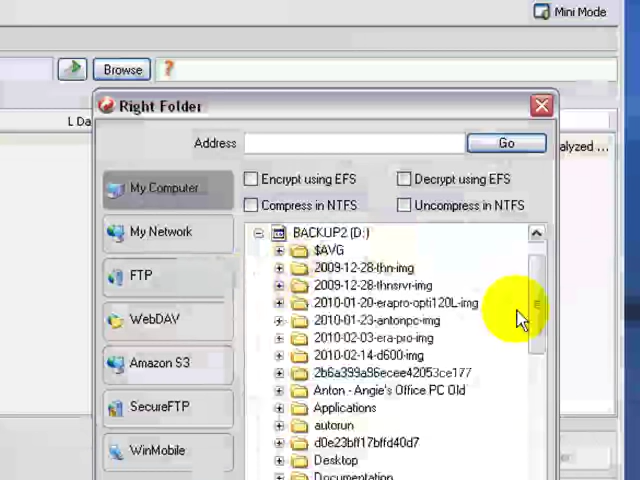 Mini Mode
Browse ?
Right Folder
L Da
alyzed ...
Address Go
My Computer
Encrypt using EFS Decrypt using EFS
Compress in NTFS Uncompress in NTFS
My Network
BACKUP2 (D:)
$AVG
2009-12-28-thn-img
FTP
2009-12-28-thnsrvr-img
2010-01-20-erapro-opti120L-img
WebDAV
2010-01-23-antonpc-img
2010-02-03-era-pro-img
Amazon S3
2010-02-14-d600-img
2b6a399a96ecee42053ce177
Anton - Angie's Office PC Old
SecureFTP
Applications
autorun
WinMobile
d0e23bff17bffd40d7
Desktop
Documentation